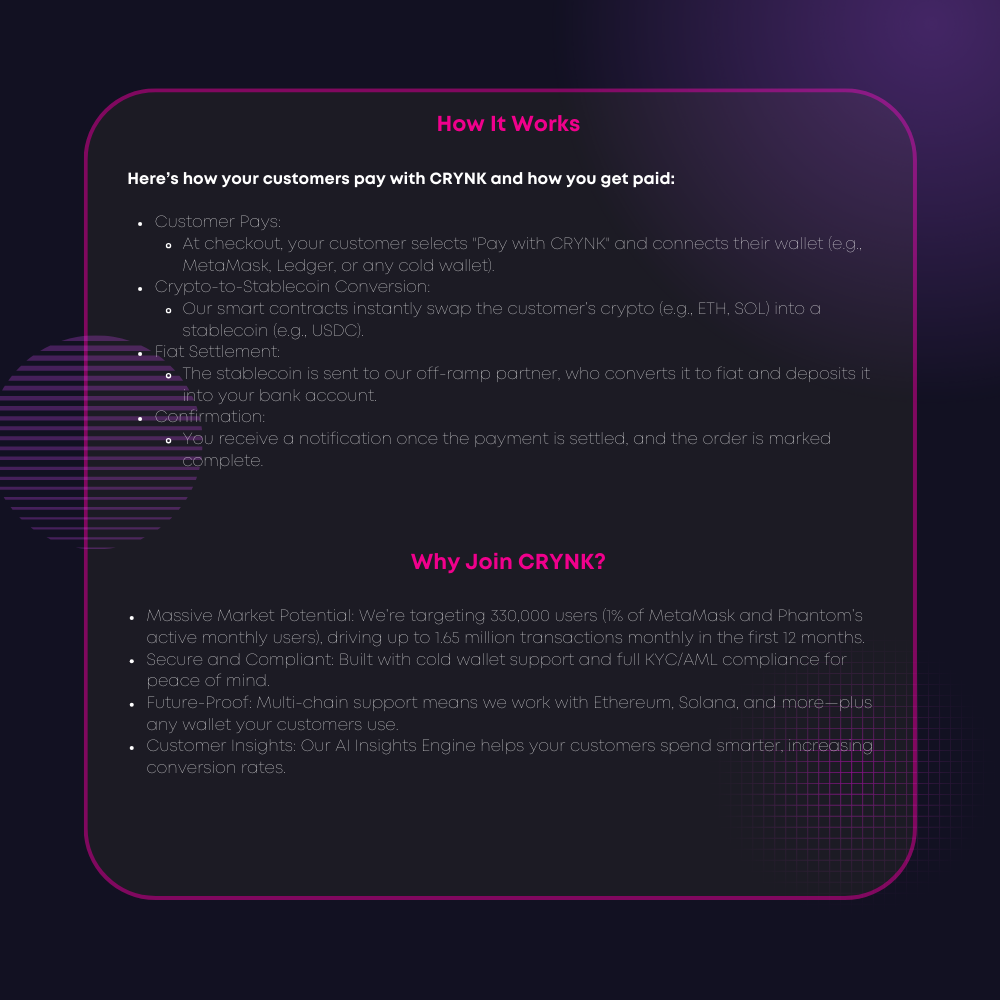 How It Works
Here's how your customers pay with CRYNK and how you get paid:
• Customer Pays:
◦ At checkout, your customer selects "Pay with CRYNK" and connects their wallet (e.g.,
MetaMask, Ledger, or any cold wallet).
• Crypto-to-Stablecoin Conversion:
◦ Our smart contracts instantly swap the customer's crypto (e.g., ETH, SOL) into a
stablecoin (e.g., USDC).
• Fiat Settlement:
◦ The stablecoin is sent to our off-ramp partner, who converts it to fiat and deposits it
into your bank account.
• Confirmation:
◦ You receive a notification once the payment is settled, and the order is marked
complete.
Why Join CRYNK?
• Massive Market Potential: We're targeting 330,000 users (1% of MetaMask and Phantom's
active monthly users), driving up to 1.65 million transactions monthly in the first 12 months.
• Secure and Compliant: Built with cold wallet support and full KYC/AML compliance for
peace of mind.
• Future-Proof: Multi-chain support means we work with Ethereum, Solana, and more—plus
any wallet your customers use.
• Customer Insights: Our AI Insights Engine helps your customers spend smarter, increasing
conversion rates.